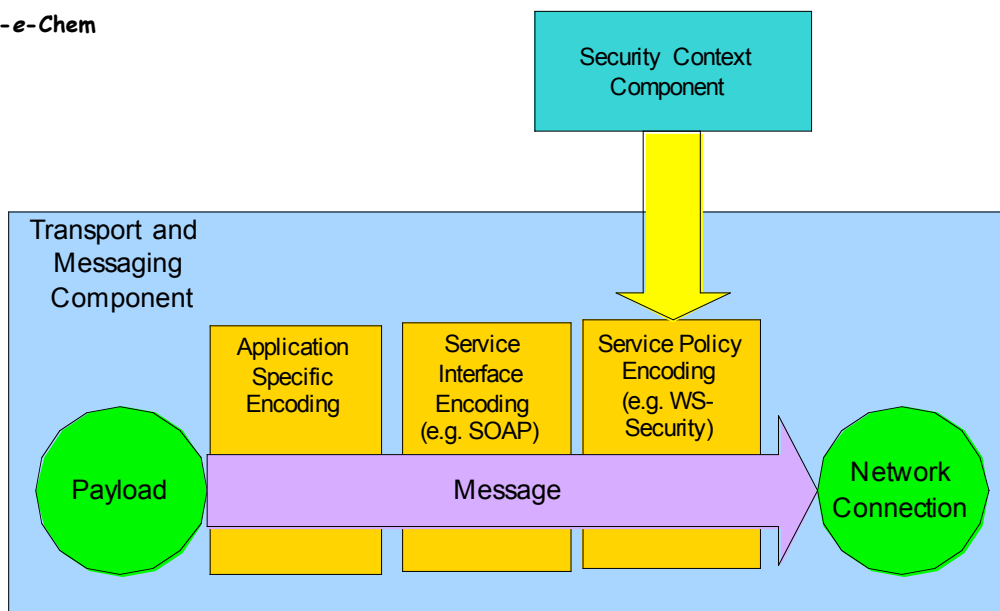 -e-Chem
Security Context
Component
Transport and
Messaging
Component
Application
Specific
Encoding
Service
Interface
Encoding
(e.g. SOAP)
Service Policy
Encoding
(e.g. WS-
Security)
Payload
Message
Network
Connection